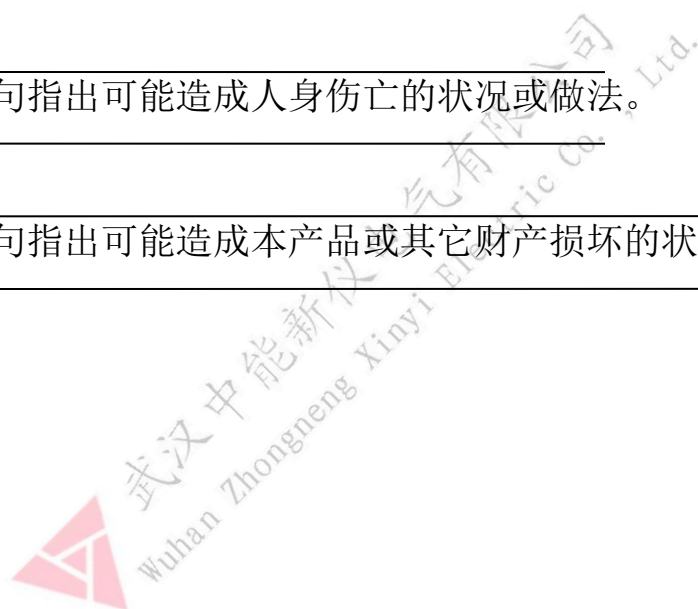 句指出可能造成人身伤亡的状况或做法。
句指出可能造成本产品或其它财产损坏的状
武汉中能新仪电气有限公司
Wuhan Zhongneng Xinyi Electric Co., Ltd.